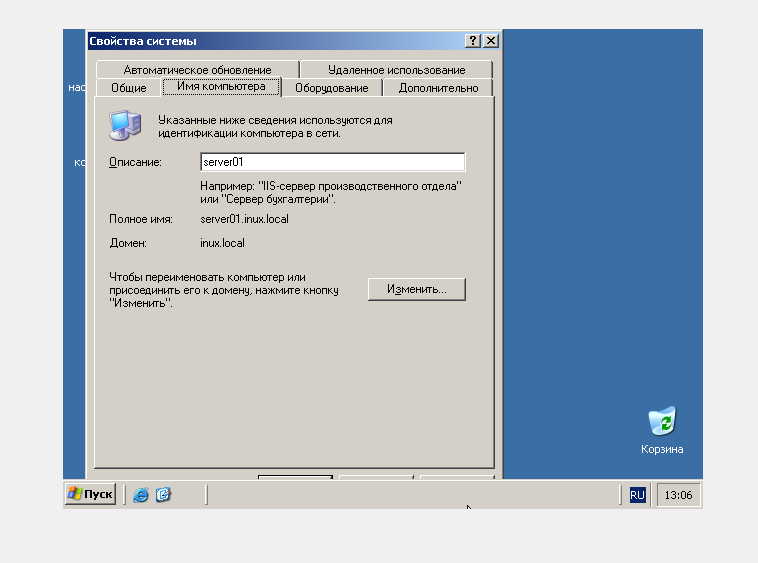 Свойства системы
Автоматическое обновление
Удаленное использование
Общие
Имя компьютера
Оборудование
Дополнительно
Указанные ниже сведения используются для
идентификации компьютера в сети.
Описание:
server01
Например: "IIS-сервер производственного отдела"
или "Сервер бухгалтерии".
Полное имя:
server01.inux.local
Домен:
inux.local
Чтобы переименовать компьютер или
присоединить его к домену, нажмите кнопку
"Изменить".
Изменить...
Корзина
Пуск
RU
13:06